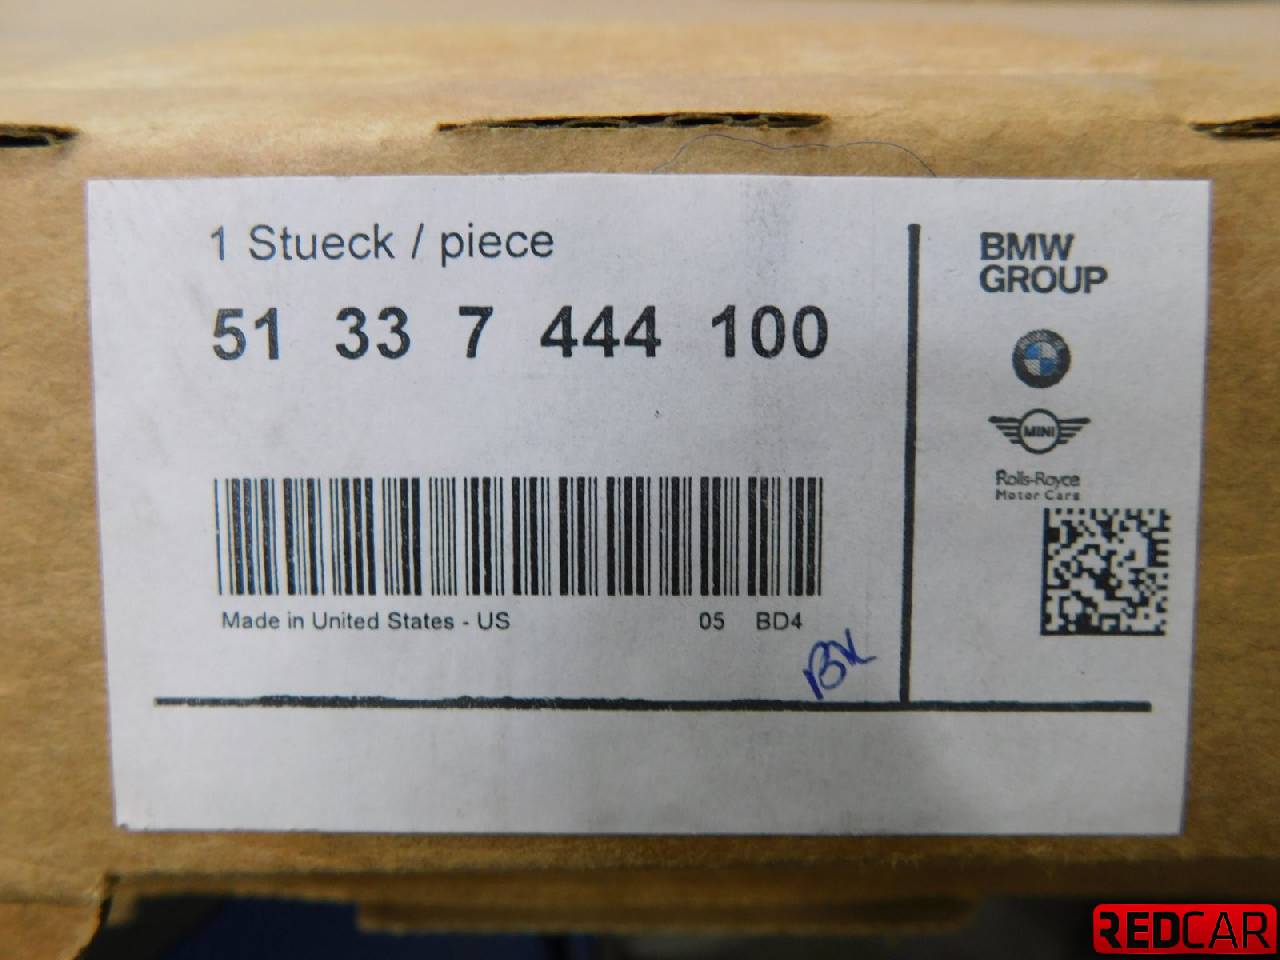 1 Stueck / piece
51 33 7 444 100
Made in United States - US 05 BD4
BMW
GROUP
MINI
Rolls-Royce
Motor Cars
REDCAR